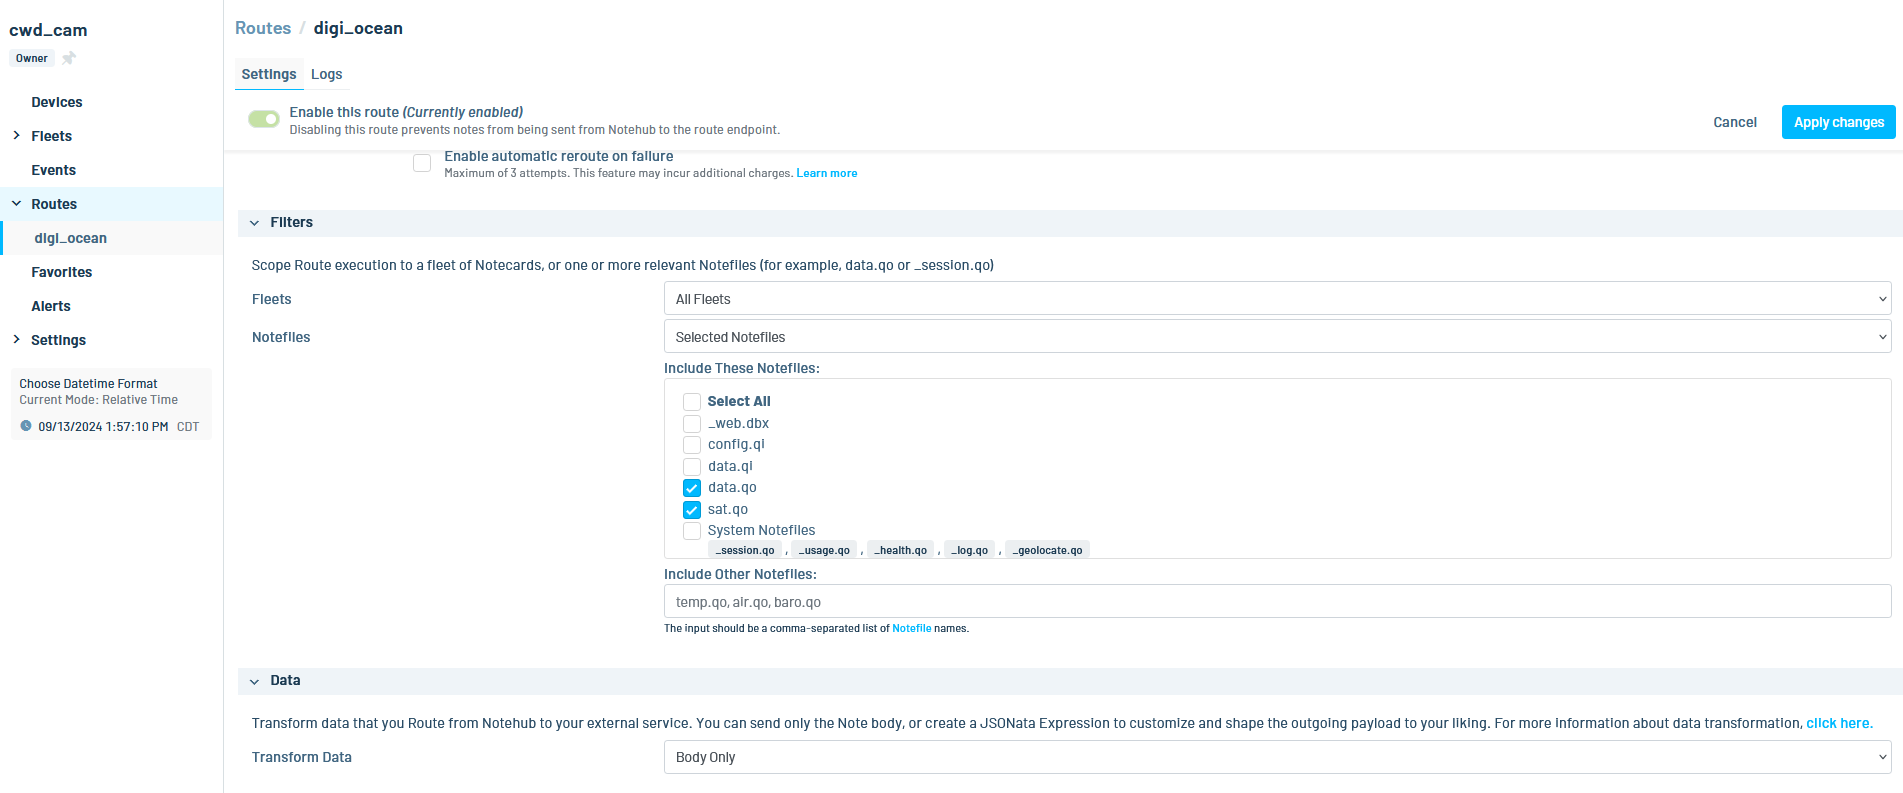 cwd_cam
Owner
Devices
Fleets
Events
Routes
digi_ocean
Favorites
Alerts
Settings
Choose Datetime Format
Current Mode: Relative Time
09/13/2024 1:57:10 PM CDT
Routes / digi_ocean
Settings Logs
Enable this route (Currently enabled)
Disabling this route prevents notes from being sent from Notehub to the route endpoint.
Cancel Apply changes
Enable automatic reroute on failure
Maximum of 3 attempts. This feature may incur additional charges. Learn more
Filters
Scope Route execution to a fleet of Notecards, or one or more relevant Notefiles (for example, data.qo or _session.qo)
Fleets All Fleets
Notefiles Selected Notefiles
Include These Notefiles:
Select All
_web.dbx
config.qi
data.qi
data.qo
sat.qo
System Notefiles
_session.qo , _usage.qo , _health.qo , _log.qo , _geolocate.qo
Include Other Notefiles:
temp.qo, air.qo, baro.qo
The input should be a comma-separated list of Notefile names.
Data
Transform data that you Route from Notehub to your external service. You can send only the Note body, or create a JSONata Expression to customize and shape the outgoing payload to your liking. For more information about data transformation, click here.
Transform Data Body Only